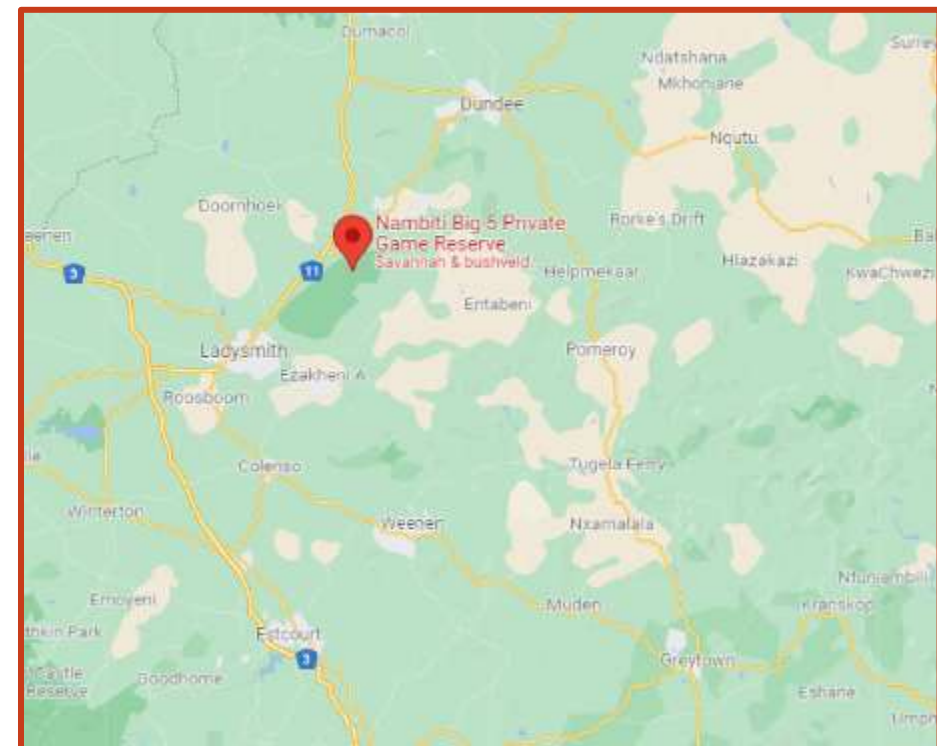 Dundee
Ndatshana
Nqutu
Doornhoek
Rorke's Drift
Nambiti Big 5 Private
Game Reserve
Savannah & bushveld
11
3
Helpmekaar
Hlazakazi
KwaChwezi
Entabeni
Ladysmith
Pomeroy
Ezakheni A
Roosboom
Colenso
Tugela Ferry
Winterton
Weenen
Nxamalala
Emoyeni
Muden
Kranskop
Estcourt
3
Greytown
Goodhome
Eshane
Reserve